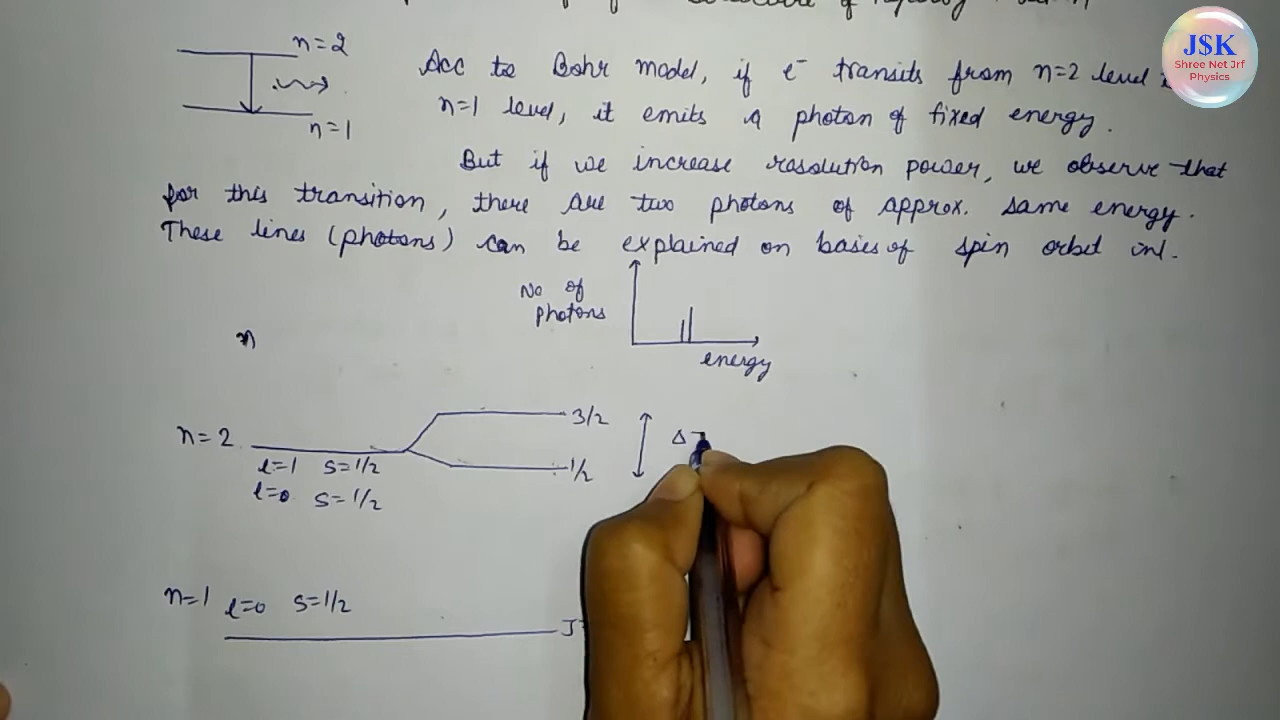 structure of
n=2
Acc to Bohr model, if e⁻ transits from n=2 level
n=1 level, it emits a photon of fixed energy.
n=1
But if we increase resolution power, we observe that
for this transition, there are two photons of approx. same energy.
These lines (photons) can be explained on bases of spin orbit int.
No of
photons
energy
n
n=2
3/2
1/2
Δ
l=1 s=1/2
l=0 s=1/2
n=1 l=0 s=1/2
J
J$K
Shree Net Jrf
Physics